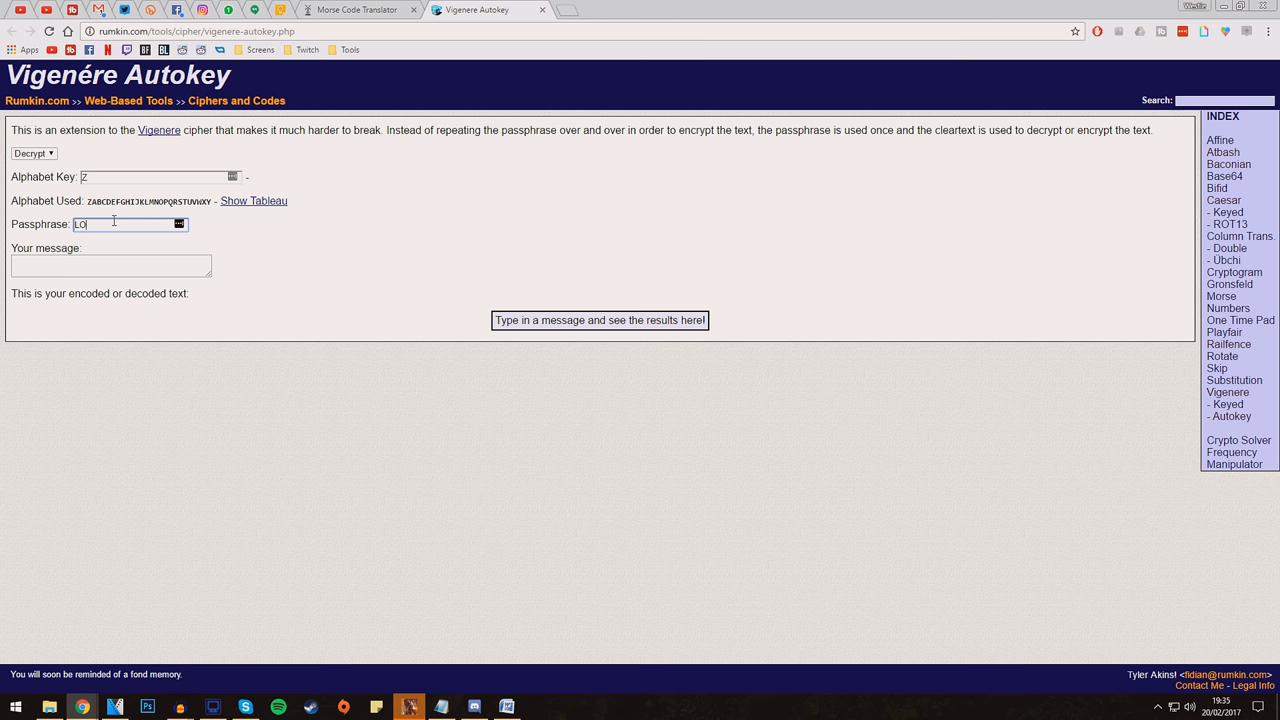 Morse Code Translator
Vigenere Autokey
Westie
rumkin.com/tools/cipher/vigenere-autokey.php
Apps
Screens
Twitch
Tools
Vigenére Autokey
Rumkin.com >> Web-Based Tools >> Ciphers and Codes
Search:
This is an extension to the Vigenere cipher that makes it much harder to break. Instead of repeating the passphrase over and over in order to encrypt the text, the passphrase is used once and the cleartext is used to decrypt or encrypt the text.
Decrypt
Alphabet Key: Z -
Alphabet Used: ZABCDEFGHIJKLMNOPQRSTUVWXY - Show Tableau
Passphrase: LO
Your message:
This is your encoded or decoded text:
Type in a message and see the results here!
INDEX
Affine
Atbash
Baconian
Base64
Bifid
Caesar
- Keyed
- ROT13
Column Trans.
- Double
- Übchi
Cryptogram
Gronsfeld
Morse
Numbers
One Time Pad
Playfair
Railfence
Rotate
Skip
Substitution
Vigenere
- Keyed
- Autokey
Crypto Solver
Frequency
Manipulator
You will soon be reminded of a fond memory.
Tyler Akins! <fidian@rumkin.com>
Contact Me - Legal Info
19:35
20/02/2017